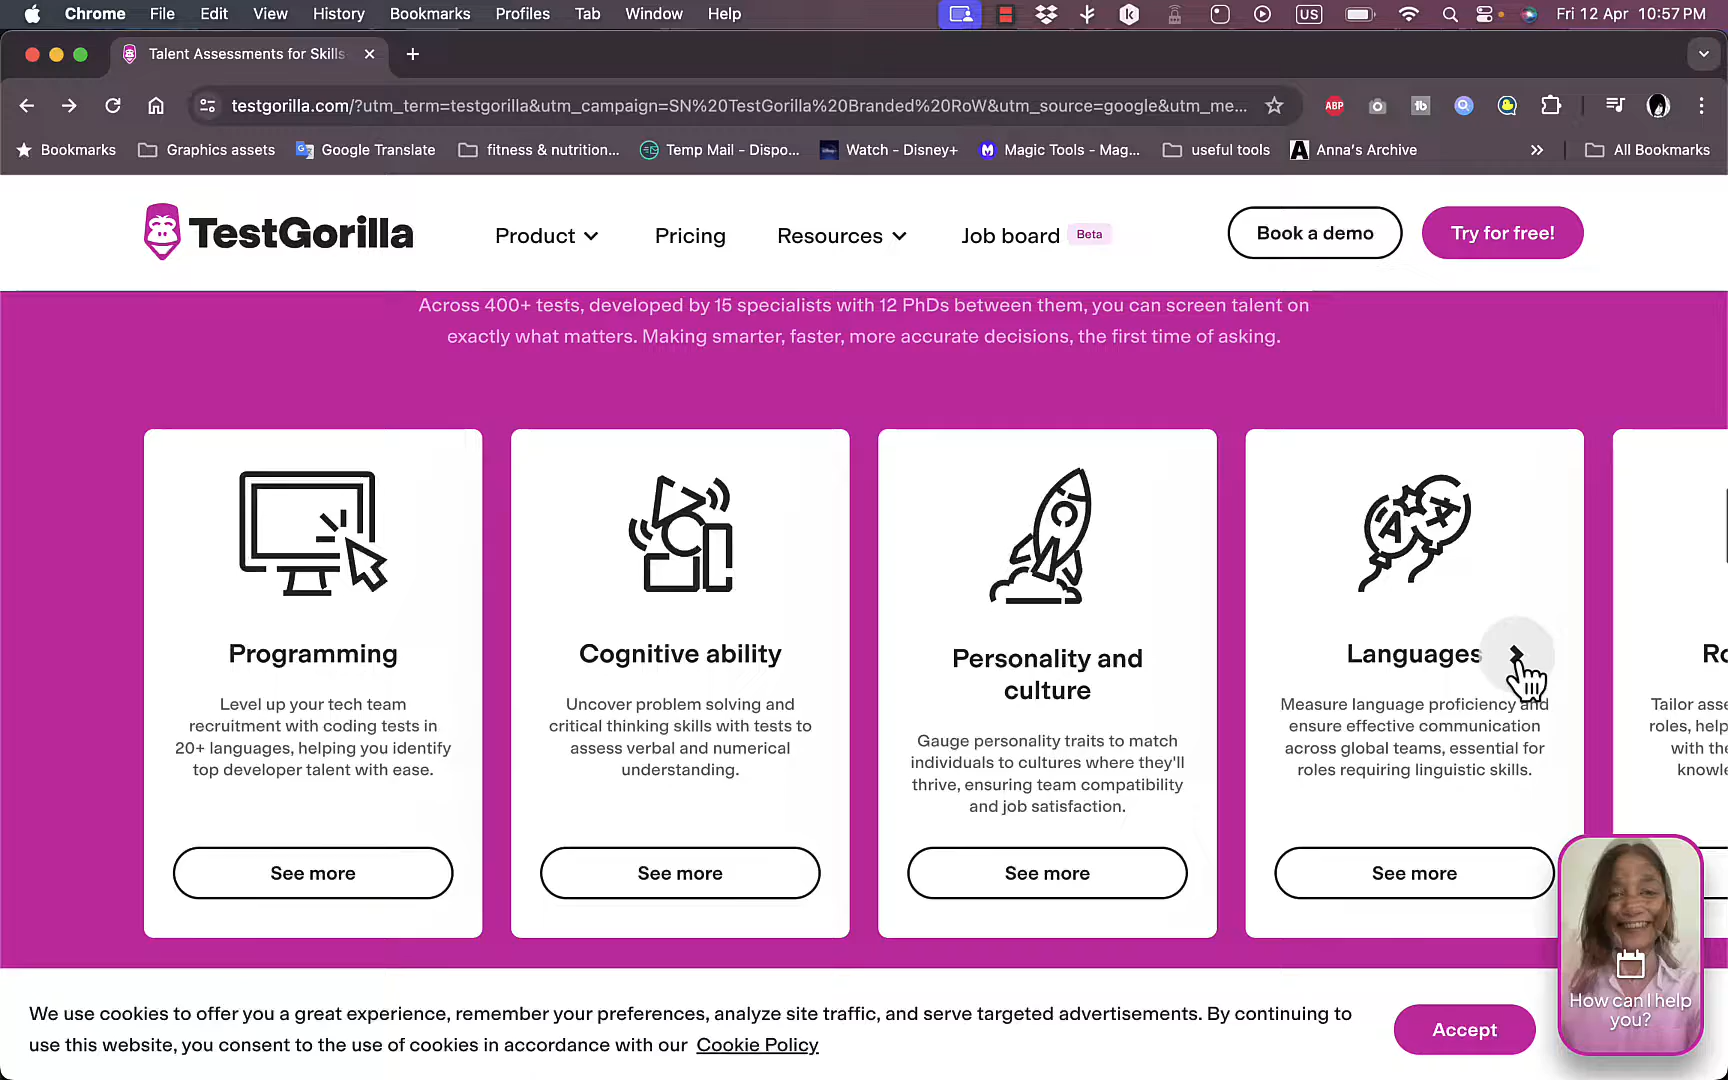 Chrome File Edit View History Bookmarks Profiles Tab Window Help US Fri 12 Apr 10:57 PM
Talent Assessments for Skills
testgorilla.com/?utm_term=testgorilla&utm_campaign=SN%20TestGorilla%20Branded%20RoW&utm_source=google&utm_me... ABP tb
Bookmarks Graphics assets Google Translate fitness & nutrition... Temp Mail - Dispo... Watch - Disney+ Magic Tools - Mag... useful tools Anna's Archive All Bookmarks
TestGorilla Product Pricing Resources Job board Beta Book a demo Try for free!
Across 400+ tests, developed by 15 specialists with 12 PhDs between them, you can screen talent on
exactly what matters. Making smarter, faster, more accurate decisions, the first time of asking.
Programming
Level up your tech team
recruitment with coding tests in
20+ languages, helping you identify
top developer talent with ease.
See more
Cognitive ability
Uncover problem solving and
critical thinking skills with tests to
assess verbal and numerical
understanding.
See more
Personality and
culture
Gauge personality traits to match
individuals to cultures where they'll
thrive, ensuring team compatibility
and job satisfaction.
See more
Languages
Measure language proficiency and
ensure effective communication
across global teams, essential for
roles requiring linguistic skills.
See more
Tailor
roles,
with
How can I help
you?
We use cookies to offer you a great experience, remember your preferences, analyze site traffic, and serve targeted advertisements. By continuing to
use this website, you consent to the use of cookies in accordance with our Cookie Policy
Accept